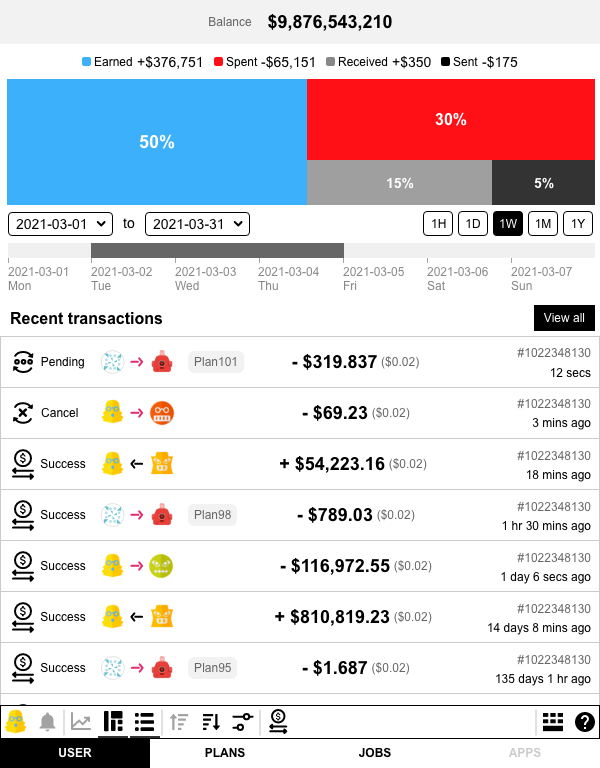 Balance $9,876,543,210
Earned +$376,751 Spent -$65,151 Received +$350 Sent -$175
50%
30%
15%
5%
2021-03-01 to 2021-03-31 1H 1D 1W 1M 1Y
2021-03-01 2021-03-02 2021-03-03 2021-03-04 2021-03-05 2021-03-06 2021-03-07
Mon Tue Wed Thu Fri Sat Sun
Recent transactions View all
Pending Plan101 - $319.837 ($0.02) #1022348130
12 secs
Cancel - $69.23 ($0.02) #1022348130
3 mins ago
Success + $54,223.16 ($0.02) #1022348130
18 mins ago
Success Plan98 - $789.03 ($0.02) #1022348130
1 hr 30 mins ago
Success - $116,972.55 ($0.02) #1022348130
1 day 6 secs ago
Success + $810,819.23 ($0.02) #1022348130
14 days 8 mins ago
Success Plan95 - $1.687 ($0.02) #1022348130
135 days 1 hr ago
USER PLANS JOBS APPS